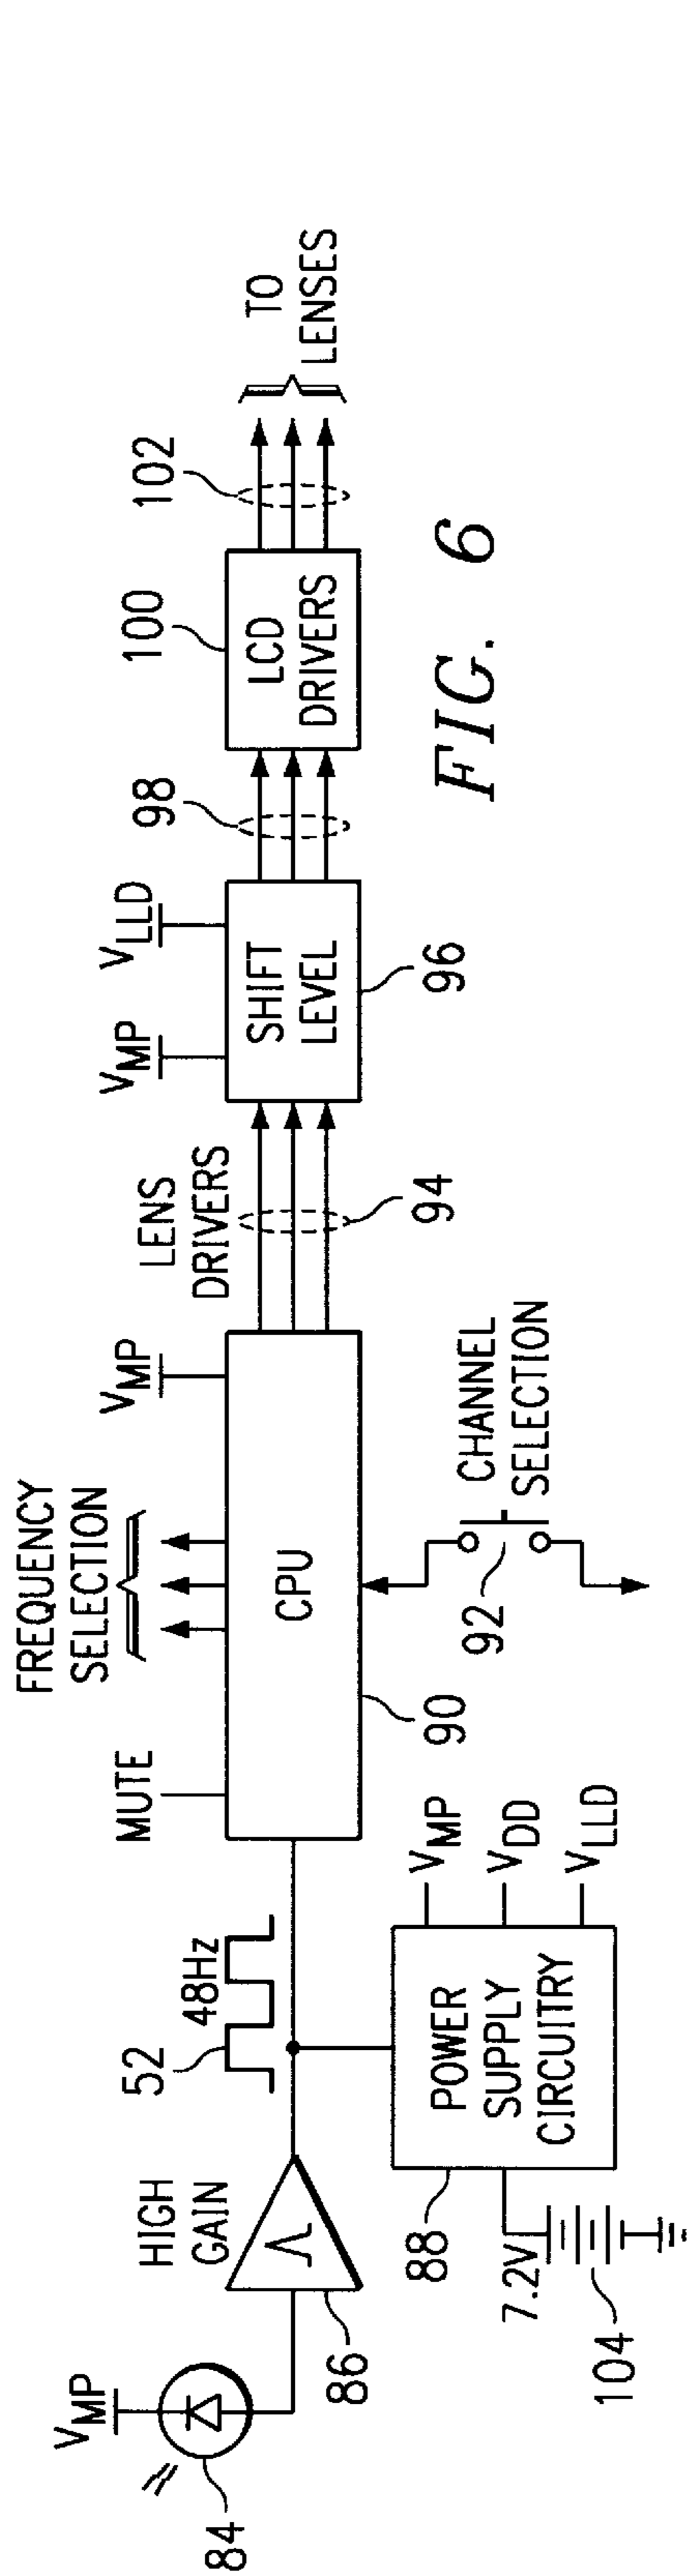 VMP
84
HIGH
GAIN
86
52
48Hz
POWER
SUPPLY
CIRCUITRY
88
7.2V
104
VMP
VDD
VLLD
MUTE
FREQUENCY
SELECTION
VMP
CPU
90
92
CHANNEL
SELECTION
LENS
DRIVERS
94
VMP
VLLD
SHIFT
LEVEL
96
98
100
LCD
DRIVERS
102
TO
LENSES
FIG. 6